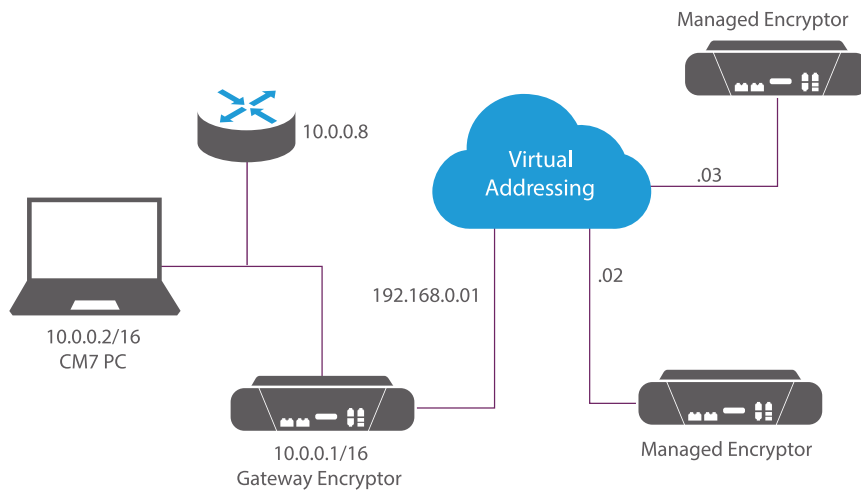 Managed Encryptor
10.0.0.8
Virtual
Addressing
.03
.02
192.168.0.01
10.0.0.2/16
CM7 PC
10.0.0.1/16
Gateway Encryptor
Managed Encryptor